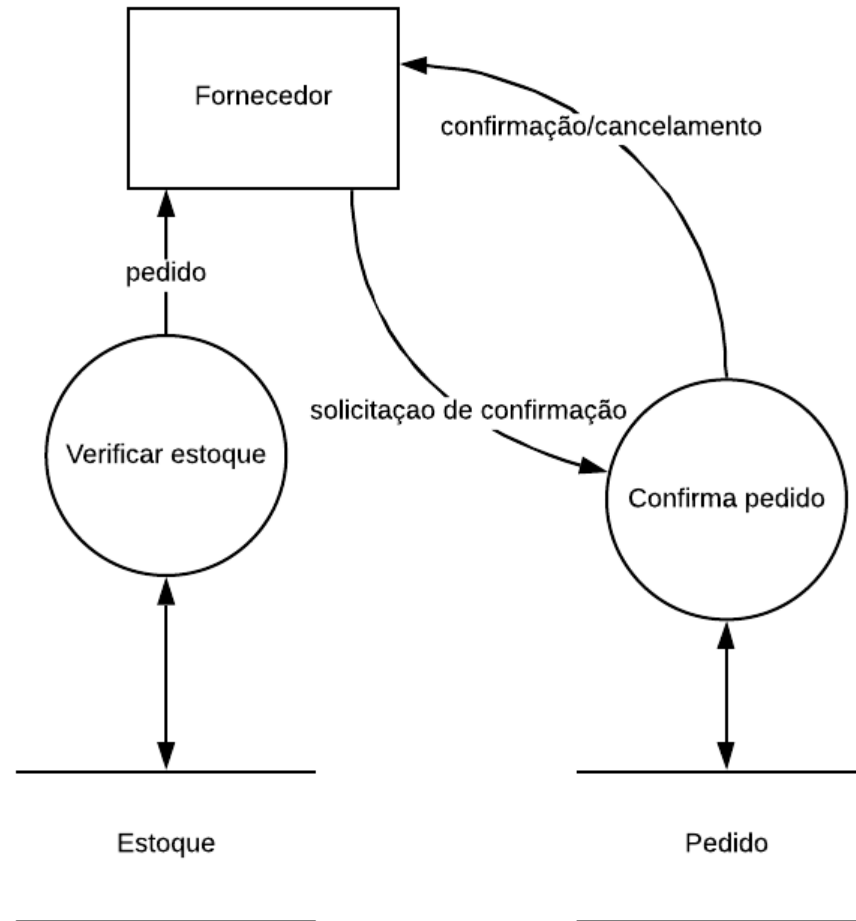 Fornecedor
confirmação/cancelamento
pedido
solicitaçao de confirmação
Verificar estoque
Confirma pedido
Estoque
Pedido